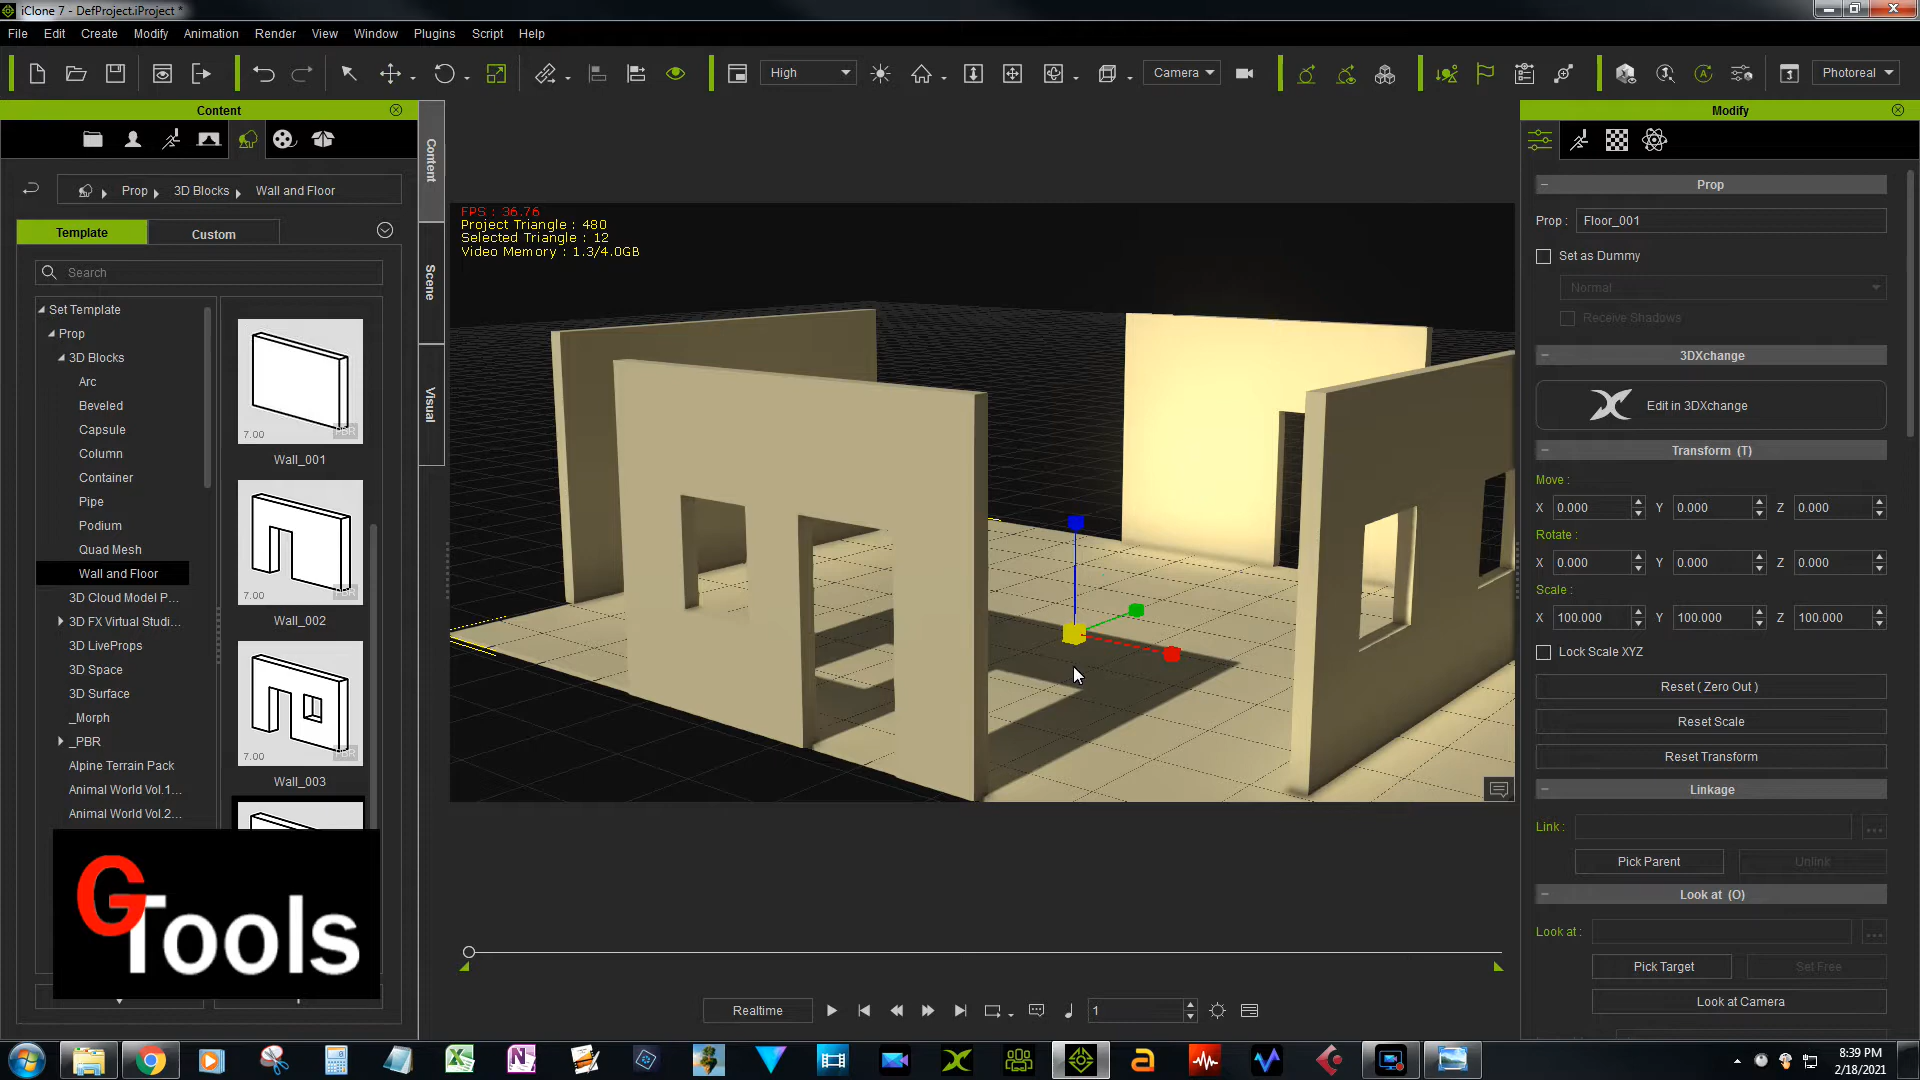 iClone 7 - DefProject.iProject *
File Edit Create Modify Animation Render View Window Plugins Script Help
High
Camera
Photoreal
Content
Prop 3D Blocks Wall and Floor
Template Custom
Search
Set Template
Prop
3D Blocks
Arc
Beveled
Capsule
Column
Container
Pipe
Podium
Quad Mesh
Wall and Floor
3D Cloud Model P...
3D FX Virtual Studi...
3D LiveProps
3D Space
3D Surface
_Morph
_PBR
Alpine Terrain Pack
Animal World Vol.1...
Animal World Vol.2...
7.00 PBR
Wall_001
7.00 PBR
Wall_002
7.00 PBR
Wall_003
GTools
Content
Scene
Visual
FPS : 36.76
Project Triangle : 480
Selected Triangle : 12
Video Memory : 1.3/4.0GB
Realtime
1
Modify
Prop
Prop : Floor_001
Set as Dummy
Normal
Receive Shadows
3DXchange
Edit in 3DXchange
Transform (T)
Move :
X 0.000 Y 0.000 Z 0.000
Rotate :
X 0.000 Y 0.000 Z 0.000
Scale :
X 100.000 Y 100.000 Z 100.000
Lock Scale XYZ
Reset ( Zero Out )
Reset Scale
Reset Transform
Linkage
Link :
...
Pick Parent Unlink
Look at (O)
Look at :
...
Pick Target Set Free
Look at Camera
8:39 PM
2/18/2021